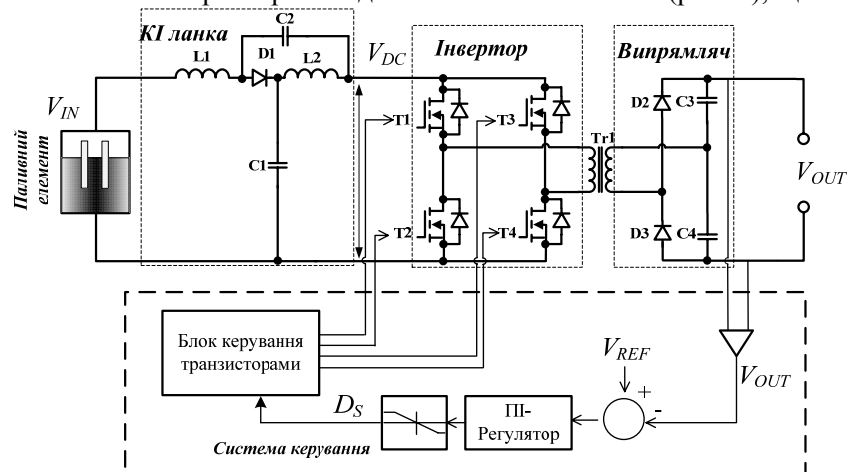 КІ ланка
C2
D1
L1
L2
V_DC
Інвертор
Випрямляч
V_IN
Паливний
елемент
C1
T1
T3
T2
T4
Tr1
D2
C3
D3
C4
V_OUT
Блок керування
транзисторами
V_REF
V_OUT
+
-
D_S
ПІ-
Регулятор
Система керування